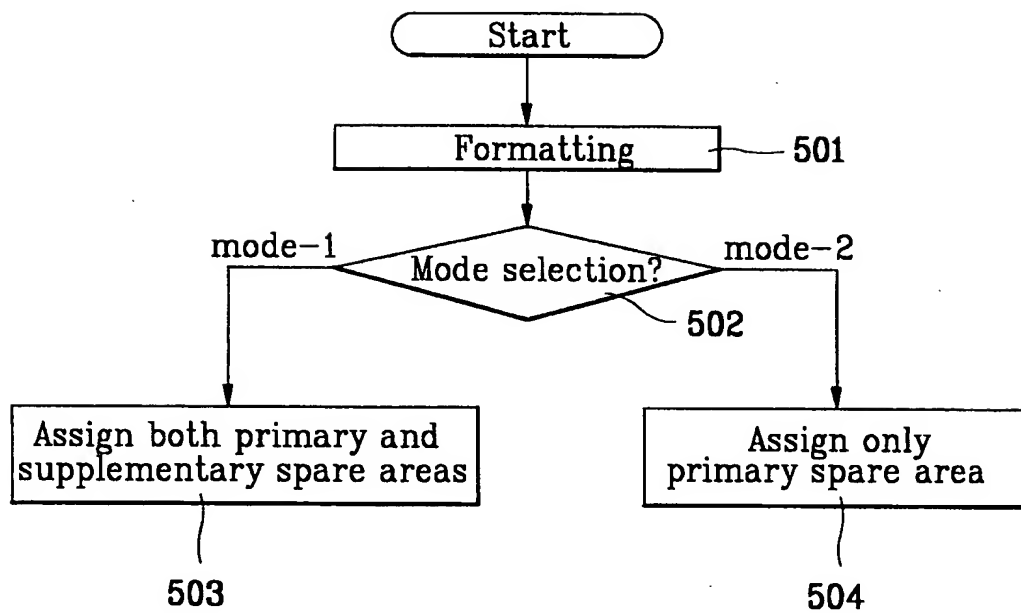 Start
Formatting
501
mode-1
mode-2
Mode selection?
502
Assign both primary and
supplementary spare areas
Assign only
primary spare area
503
504